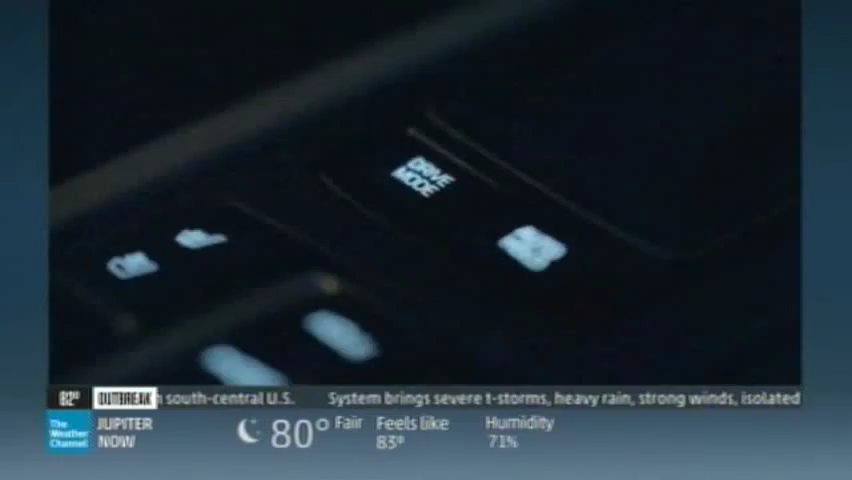 DRIVE
MODE
82°
OUTBREAK
south-central U.S. System brings severe t-storms, heavy rain, strong winds, isolated
The
Weather
Channel
JUPITER
NOW
80° Fair
Feels like
83°
Humidity
71%